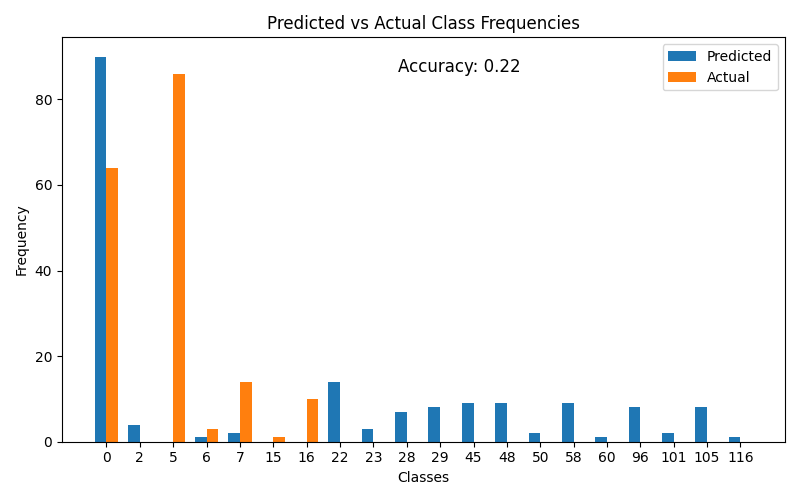 Predicted vs Actual Class Frequencies
Accuracy: 0.22
Predicted
Actual
80
60
40
20
0
Frequency
0 2 5 6 7 15 16 22 23 28 29 45 48 50 58 60 96 101 105 116
Classes